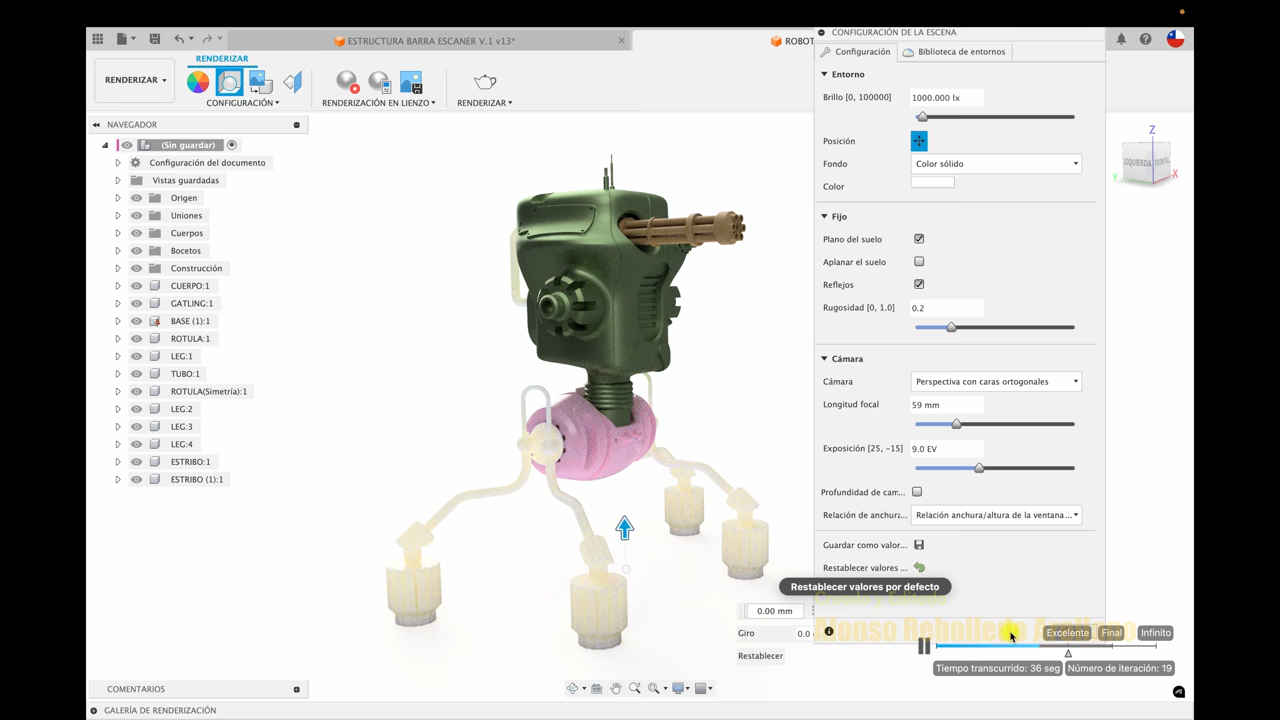 ESTRUCTURA BARRA ESCANER V.1 v13*
ROBOT
CONFIGURACIÓN DE LA ESCENA
RENDERIZAR
RENDERIZAR
CONFIGURACIÓN
RENDERIZACIÓN EN LIENZO
RENDERIZAR
Configuración
Biblioteca de entornos
NAVEGADOR
(Sin guardar)
Configuración del documento
Vistas guardadas
Origen
Uniones
Cuerpos
Bocetos
Construcción
CUERPO:1
GATLING:1
BASE (1):1
ROTULA:1
LEG:1
TUBO:1
ROTULA(Simetría):1
LEG:2
LEG:3
LEG:4
ESTRIBO:1
ESTRIBO (1):1
Z
IZQUIERDA
FRONTAL
Y
X
Entorno
Brillo [0, 100000]
1000.000 lx
Posición
Fondo
Color sólido
Color
Fijo
Plano del suelo
Aplanar el suelo
Reflejos
Rugosidad [0, 1.0]
0.2
Cámara
Cámara
Perspectiva con caras ortogonales
Longitud focal
59 mm
Exposición [25, -15]
9.0 EV
Profundidad de cam...
Relación de anchura...
Relación anchura/altura de la ventana...
Guardar como valor...
Restablecer valores ...
Restablecer valores por defecto
0.00 mm
Giro
0.0
Restablecer
Alonso Rebolledo
Excelente
Final
Infinito
Tiempo transcurrido: 36 seg
Número de iteración: 19
COMENTARIOS
GALERÍA DE RENDERIZACIÓN